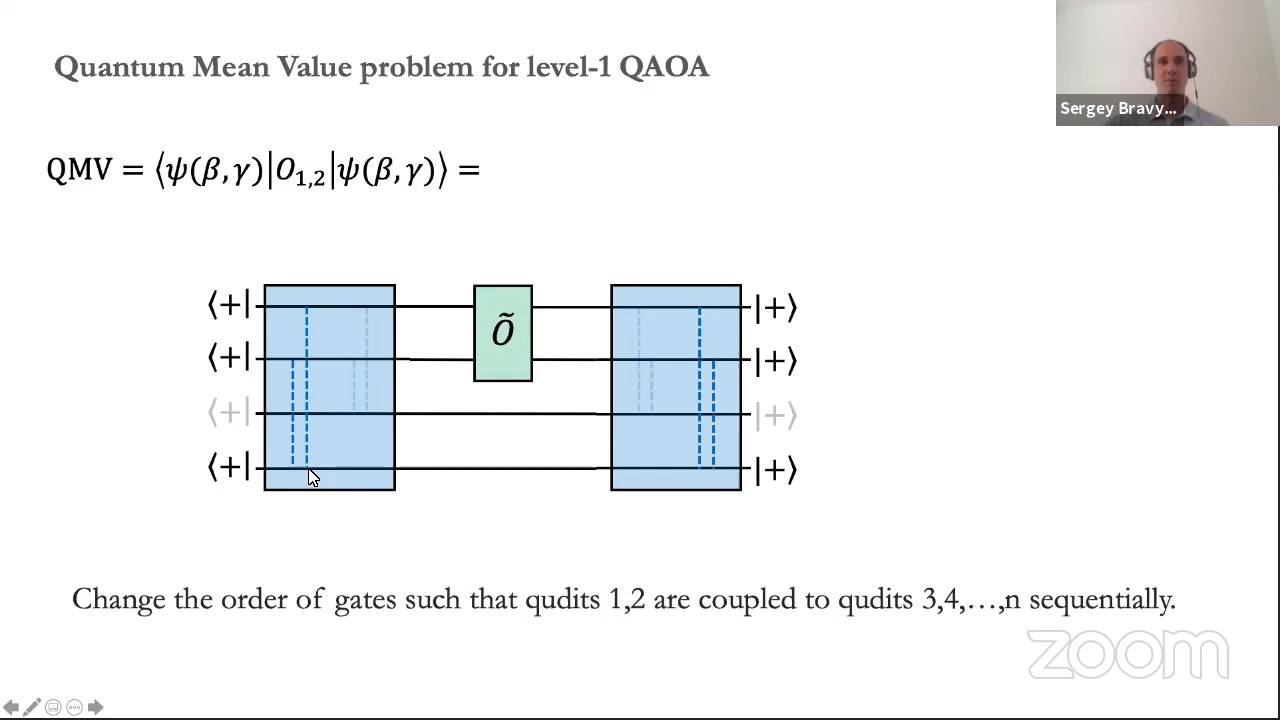 Quantum Mean Value problem for level-1 QAOA
Sergey Bravy...
QMV = ⟨ψ(β,γ)|O₁,₂|ψ(β,γ)⟩ =
⟨+| |+⟩
Õ
⟨+| |+⟩
⟨+| |+⟩
⟨+| |+⟩
Change the order of gates such that qudits 1,2 are coupled to qudits 3,4,…,n sequentially.
zoom